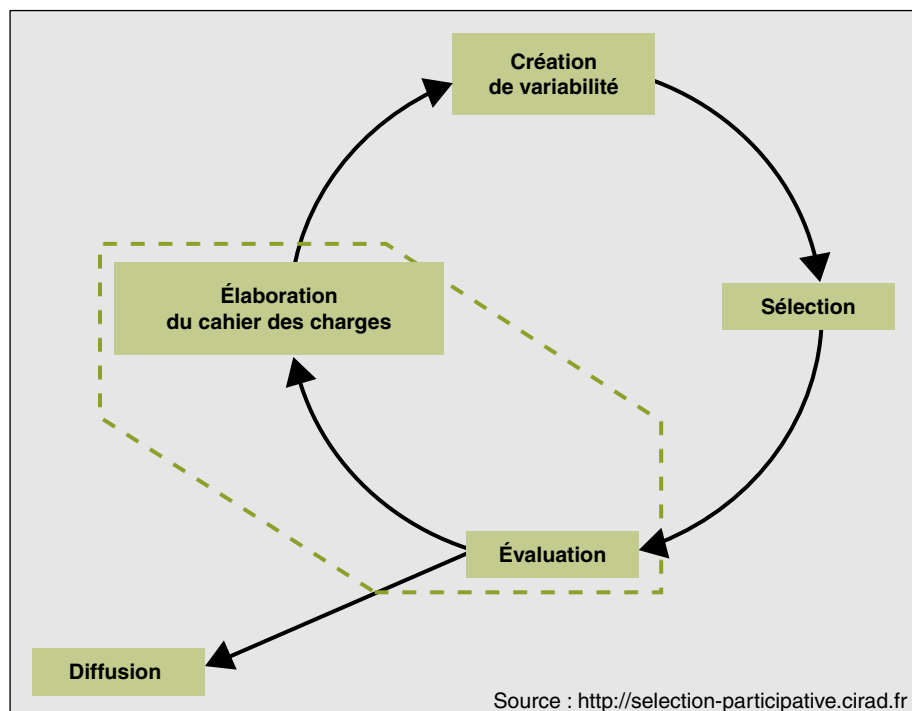 Création
de variabilité
Élaboration
du cahier des charges
Sélection
Évaluation
Diffusion
Source : http://selection-participative.cirad.fr